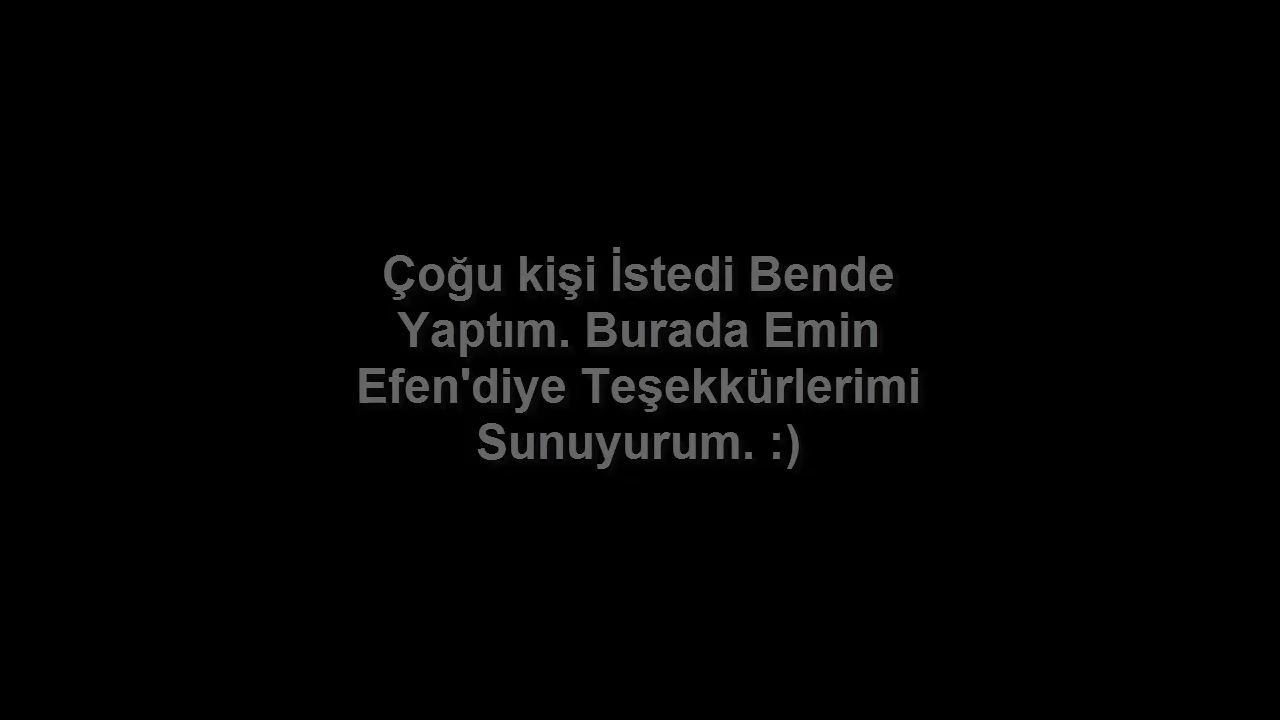 Çoğu kişi İstedi Bende
Yaptım. Burada Emin
Efen'diye Teşekkürlerimi
Sunuyurum. :)